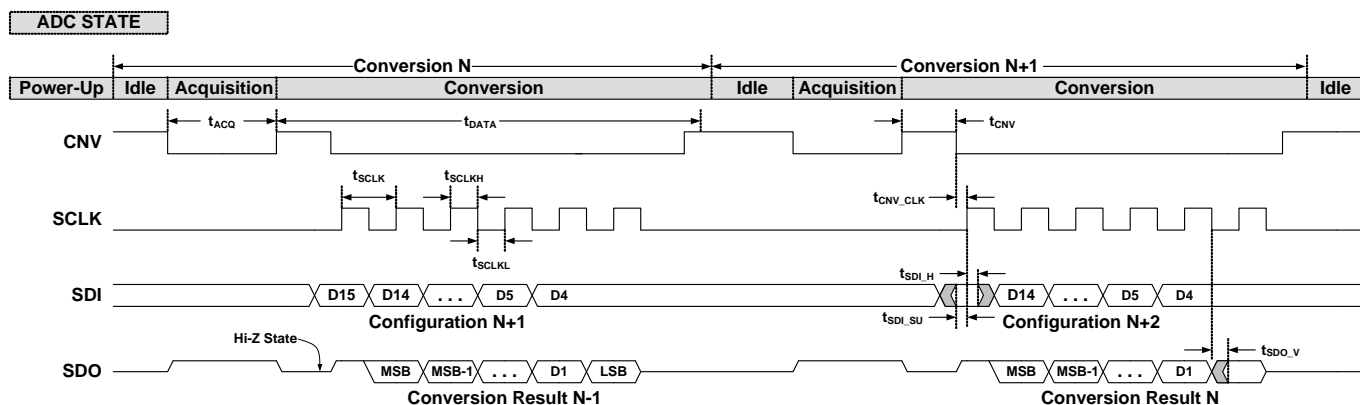 ADC STATE
Conversion N
Conversion N+1
Power-Up Idle Acquisition Conversion Idle Acquisition Conversion Idle
CNV
tACQ
tDATA
tCNV
SCLK
tSCLK
tSCLKH
tSCLKL
tCNV_CLK
SDI
D15 D14 . . . D5 D4
Configuration N+1
tSDI_H
tSDI_SU
D14 . . . D5 D4
Configuration N+2
SDO
Hi-Z State
MSB MSB-1 . . . D1 LSB
Conversion Result N-1
MSB MSB-1 . . . D1
tSDO_V
Conversion Result N